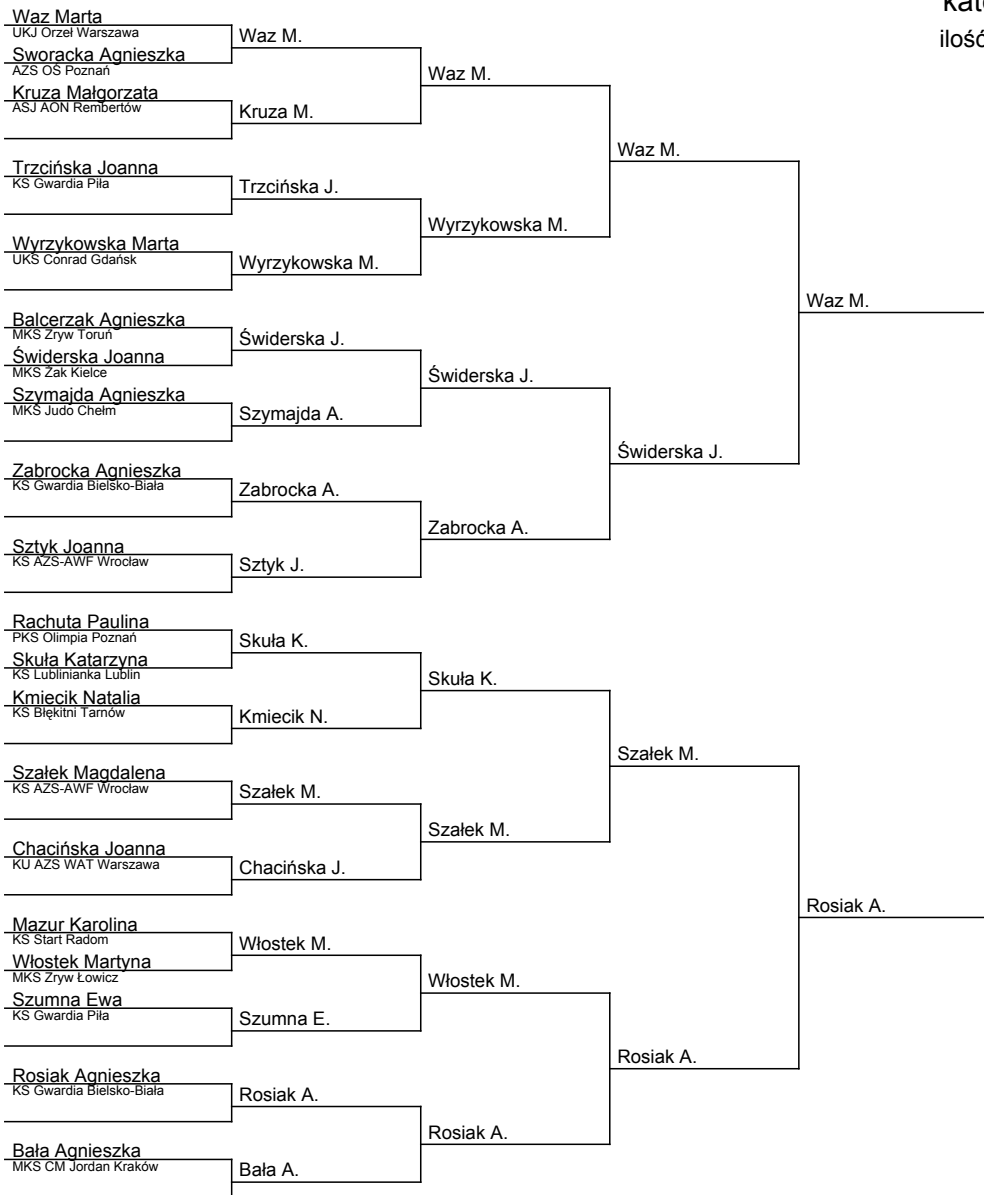 kate
ilość
Waz Marta
UKJ Orzeł Warszawa
Sworacka Agnieszka
AZS OŚ Poznań
Kruza Małgorzata
ASJ AON Rembertów
Trzcińska Joanna
KS Gwardia Piła
Wyrzykowska Marta
UKS Conrad Gdańsk
Balcerzak Agnieszka
MKS Zryw Toruń
Świderska Joanna
MKS Żak Kielce
Szymajda Agnieszka
MKS Judo Chełm
Zabrocka Agnieszka
KS Gwardia Bielsko-Biała
Sztyk Joanna
KS AZS-AWF Wrocław
Rachuta Paulina
PKS Olimpia Poznań
Skuła Katarzyna
KS Lublinianka Lublin
Kmiecik Natalia
KS Błękitni Tarnów
Szałek Magdalena
KS AZS-AWF Wrocław
Chacińska Joanna
KU AZS WAT Warszawa
Mazur Karolina
KS Start Radom
Włostek Martyna
MKS Zryw Łowicz
Szumna Ewa
KS Gwardia Piła
Rosiak Agnieszka
KS Gwardia Bielsko-Biała
Bała Agnieszka
MKS CM Jordan Kraków
Waz M.
Kruza M.
Trzcińska J.
Wyrzykowska M.
Świderska J.
Szymajda A.
Zabrocka A.
Sztyk J.
Skuła K.
Kmiecik N.
Szałek M.
Chacińska J.
Włostek M.
Szumna E.
Rosiak A.
Bała A.
Waz M.
Wyrzykowska M.
Świderska J.
Zabrocka A.
Skuła K.
Szałek M.
Włostek M.
Rosiak A.
Waz M.
Świderska J.
Szałek M.
Rosiak A.
Waz M.
Rosiak A.